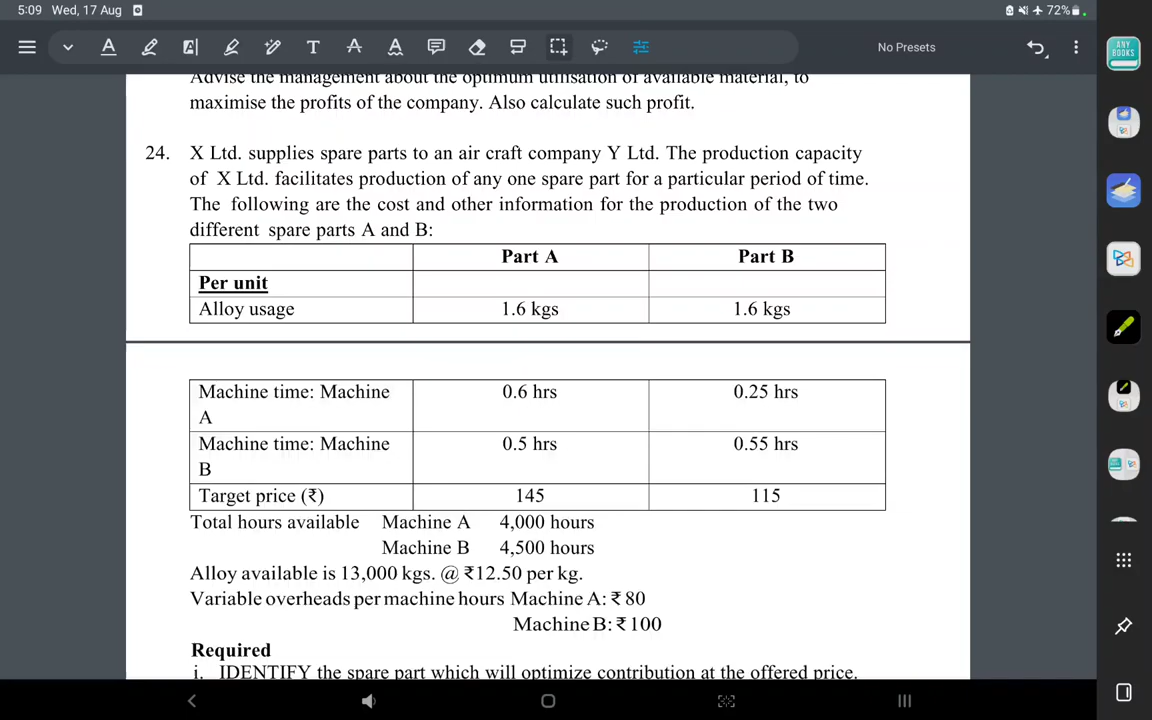 5:09 Wed, 17 Aug
72%
No Presets
Advise the management about the optimum utilisation of available material, to
maximise the profits of the company. Also calculate such profit.
24. X Ltd. supplies spare parts to an air craft company Y Ltd. The production capacity
of X Ltd. facilitates production of any one spare part for a particular period of time.
The following are the cost and other information for the production of the two
different spare parts A and B:
Part A Part B
Per unit
Alloy usage 1.6 kgs 1.6 kgs
Machine time: Machine A 0.6 hrs 0.25 hrs
Machine time: Machine B 0.5 hrs 0.55 hrs
Target price (₹) 145 115
Total hours available Machine A 4,000 hours
Machine B 4,500 hours
Alloy available is 13,000 kgs. @ ₹12.50 per kg.
Variable overheads per machine hours Machine A: ₹ 80
Machine B: ₹ 100
Required
i. IDENTIFY the spare part which will optimize contribution at the offered price.
ANY
BOOKS